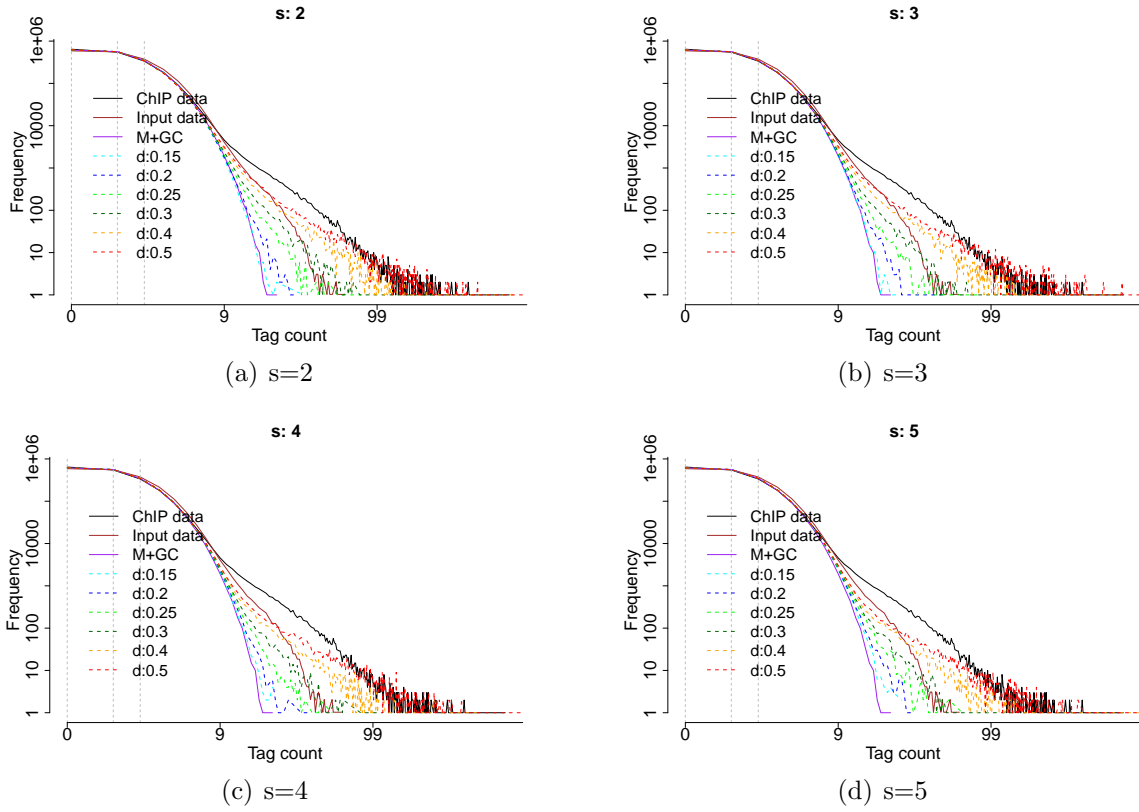 s: 2
1e+06
10000
100
10
1
Frequency
ChIP data
Input data
M+GC
d:0.15
d:0.2
d:0.25
d:0.3
d:0.4
d:0.5
0
9
99
Tag count
(a) s=2
s: 3
1e+06
10000
100
10
1
Frequency
ChIP data
Input data
M+GC
d:0.15
d:0.2
d:0.25
d:0.3
d:0.4
d:0.5
0
9
99
Tag count
(b) s=3
s: 4
1e+06
10000
100
10
1
Frequency
ChIP data
Input data
M+GC
d:0.15
d:0.2
d:0.25
d:0.3
d:0.4
d:0.5
0
9
99
Tag count
(c) s=4
s: 5
1e+06
10000
100
10
1
Frequency
ChIP data
Input data
M+GC
d:0.15
d:0.2
d:0.25
d:0.3
d:0.4
d:0.5
0
9
99
Tag count
(d) s=5